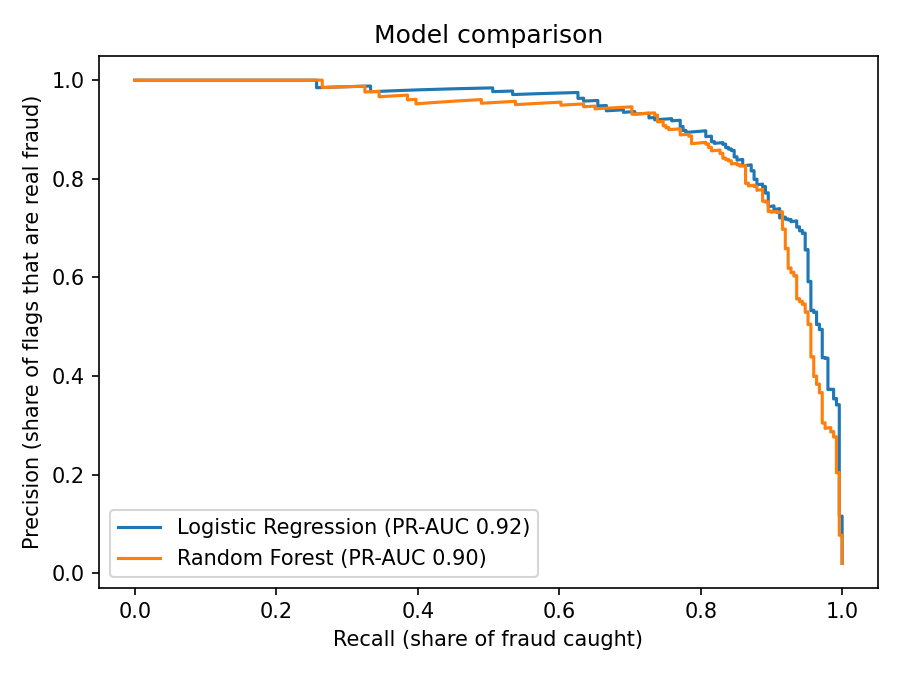 Model comparison
Precision (share of flags that are real fraud)
1.0
0.8
0.6
0.4
0.2
0.0
Logistic Regression (PR-AUC 0.92)
Random Forest (PR-AUC 0.90)
0.0 0.2 0.4 0.6 0.8 1.0
Recall (share of fraud caught)